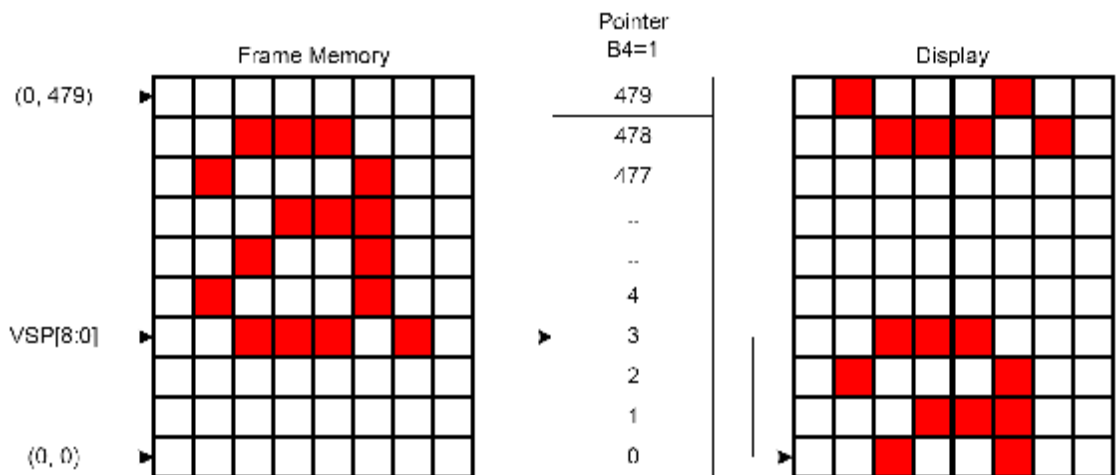 Pointer
B4=1
Frame Memory
Display
(0, 479)
479
478
477
--
--
4
VSP[8:0]
3
2
1
(0, 0)
0